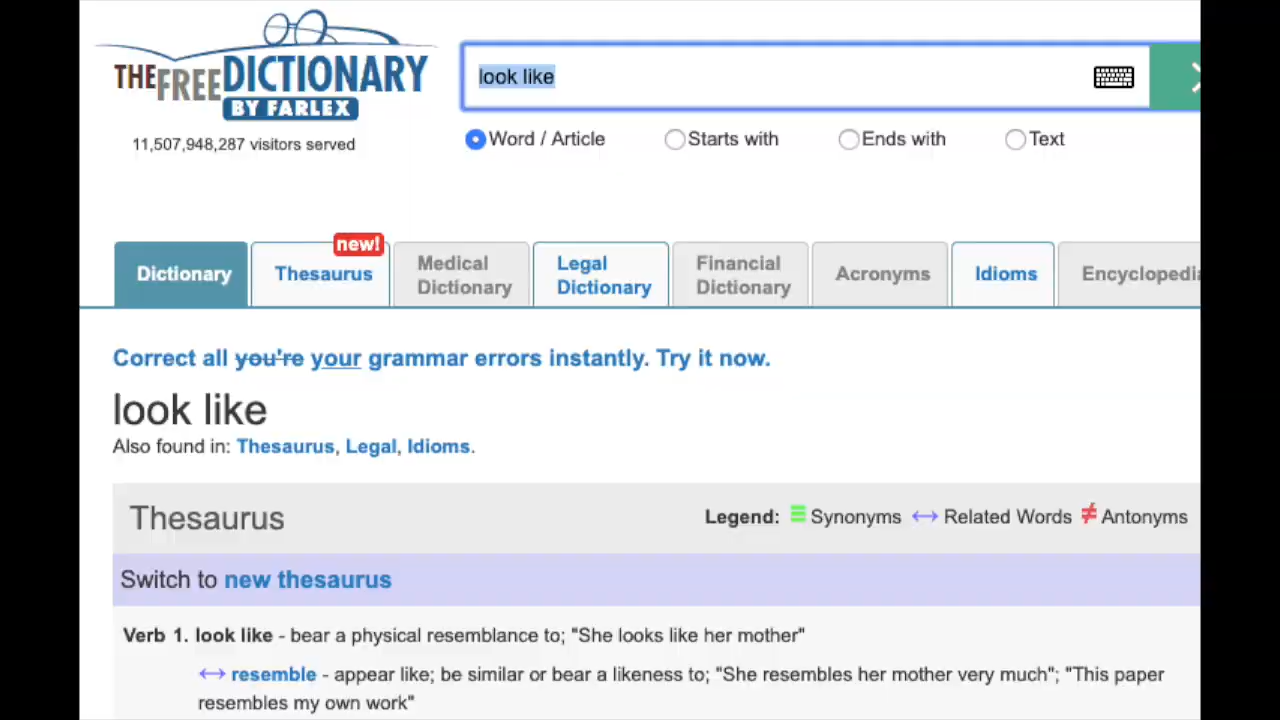 THE FREE DICTIONARY
BY FARLEX
11,507,948,287 visitors served
look like
Word / Article Starts with Ends with Text
new!
Dictionary Thesaurus Medical Dictionary Legal Dictionary Financial Dictionary Acronyms Idioms Encyclopedia
Correct all you're your grammar errors instantly. Try it now.
look like
Also found in: Thesaurus, Legal, Idioms.
Thesaurus Legend: Synonyms Related Words Antonyms
Switch to new thesaurus
Verb 1. look like - bear a physical resemblance to; "She looks like her mother"
resemble - appear like; be similar or bear a likeness to; "She resembles her mother very much"; "This paper
resembles my own work"